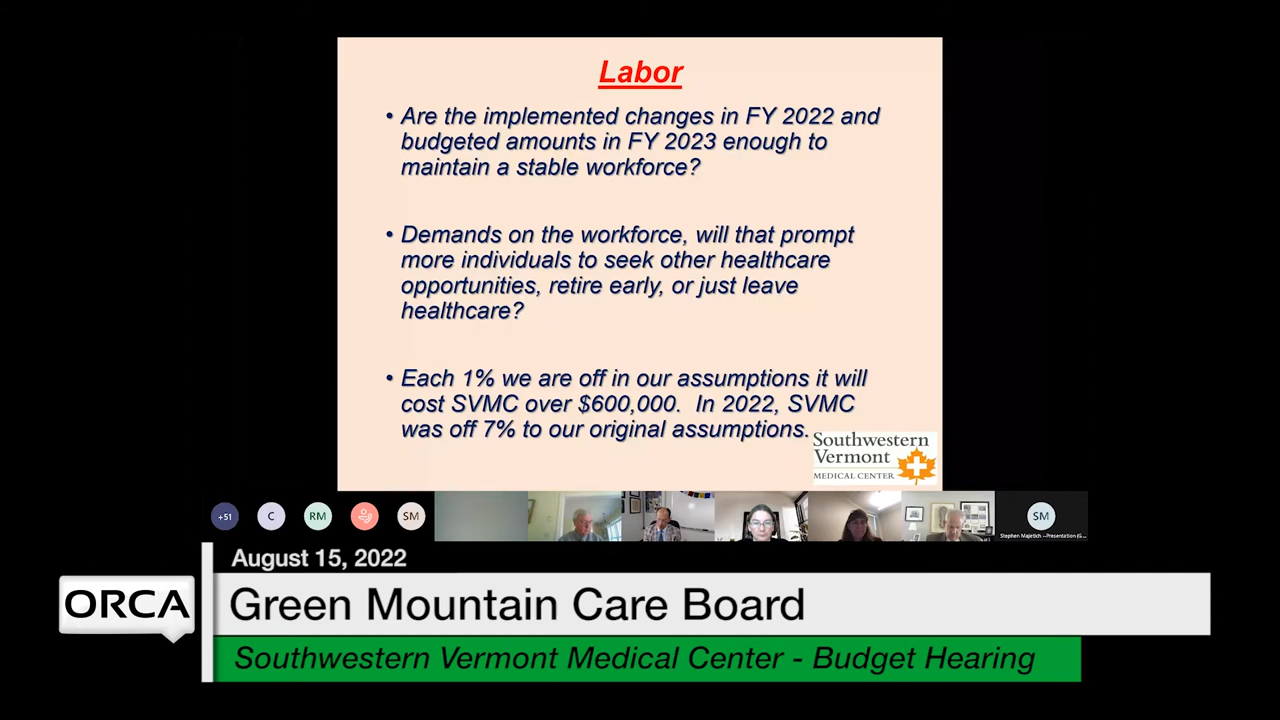 Labor
• Are the implemented changes in FY 2022 and
budgeted amounts in FY 2023 enough to
maintain a stable workforce?
• Demands on the workforce, will that prompt
more individuals to seek other healthcare
opportunities, retire early, or just leave
healthcare?
• Each 1% we are off in our assumptions it will
cost SVMC over $600,000. In 2022, SVMC
was off 7% to our original assumptions.
Southwestern
Vermont
MEDICAL CENTER
+51
C
RM
SM
SM
Stephen Majetich --Presentation (G...
August 15, 2022
ORCA
Green Mountain Care Board
Southwestern Vermont Medical Center - Budget Hearing